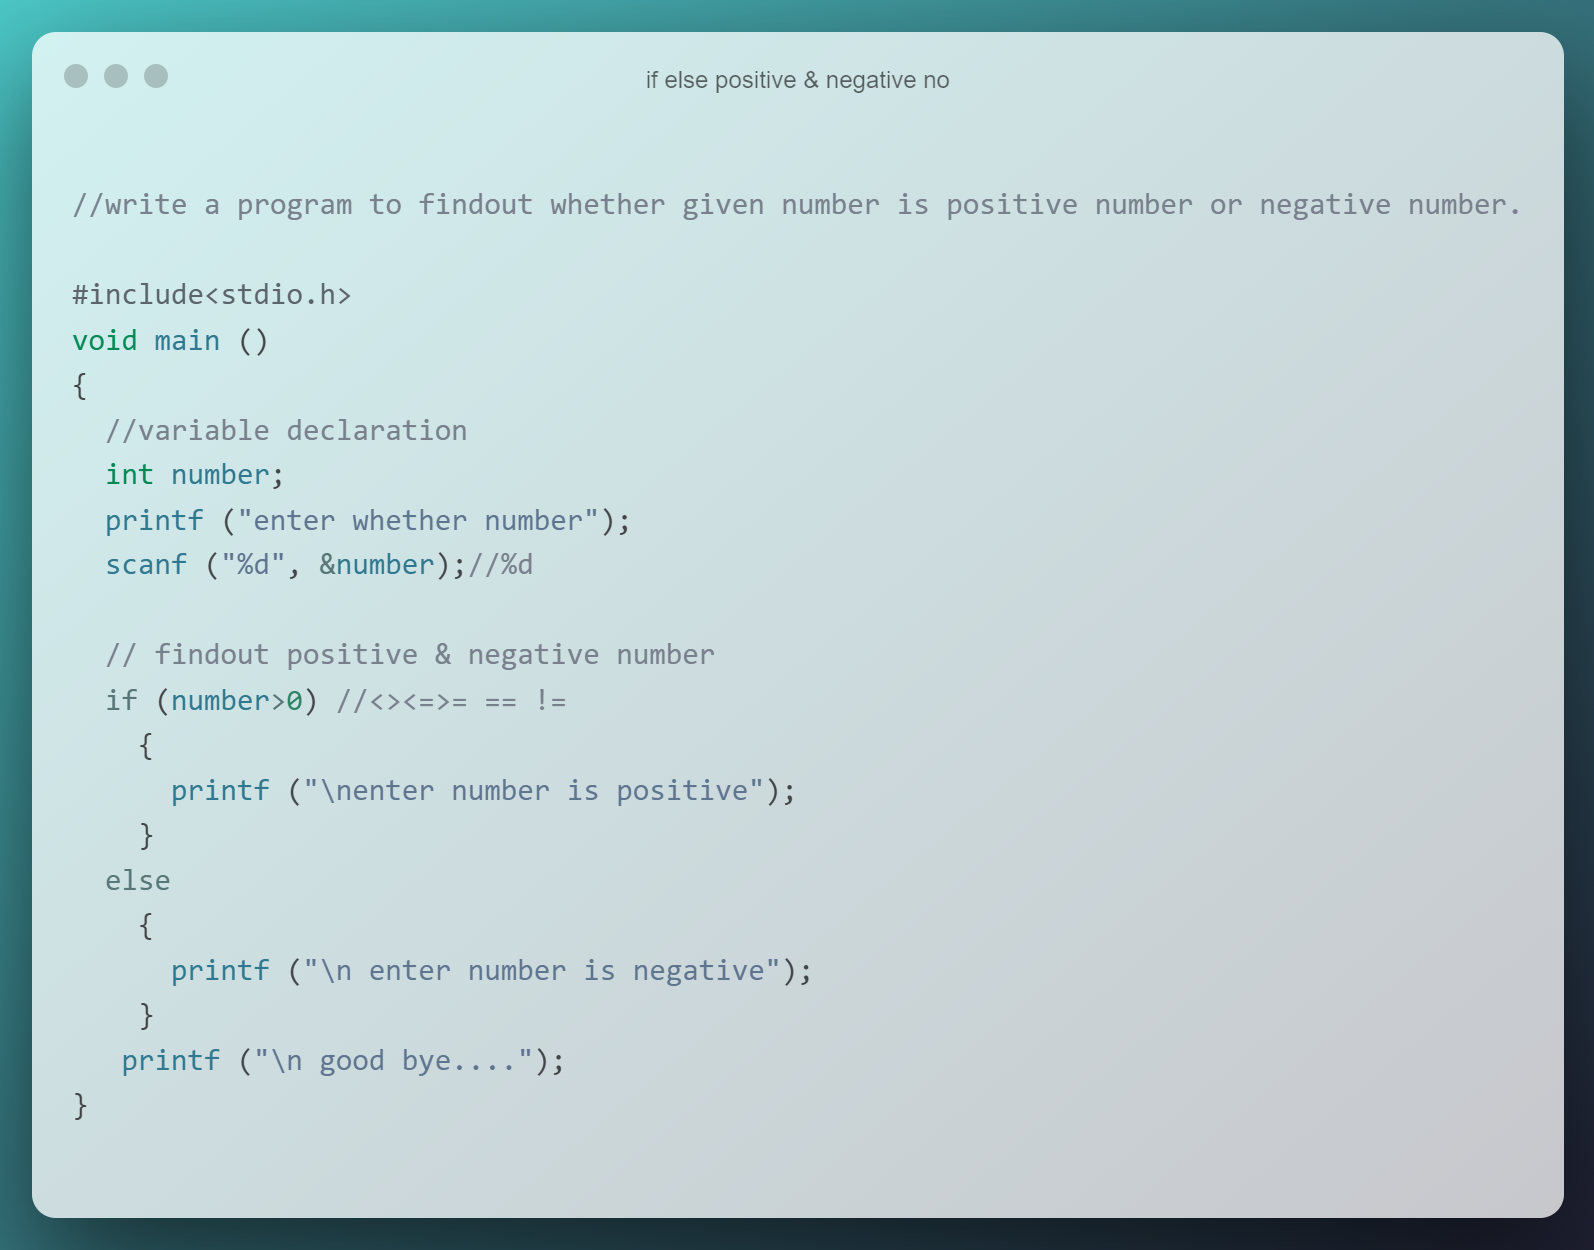 if else positive & negative no
//write a program to findout whether given number is positive number or negative number.
#include<stdio.h>
void main ()
{
  //variable declaration
  int number;
  printf ("enter whether number");
  scanf ("%d", &number);//%d
  // findout positive & negative number
  if (number>0) //<><=>= == !=
    {
      printf ("\nenter number is positive");
    }
  else
    {
      printf ("\n enter number is negative");
    }
   printf ("\n good bye....");
}